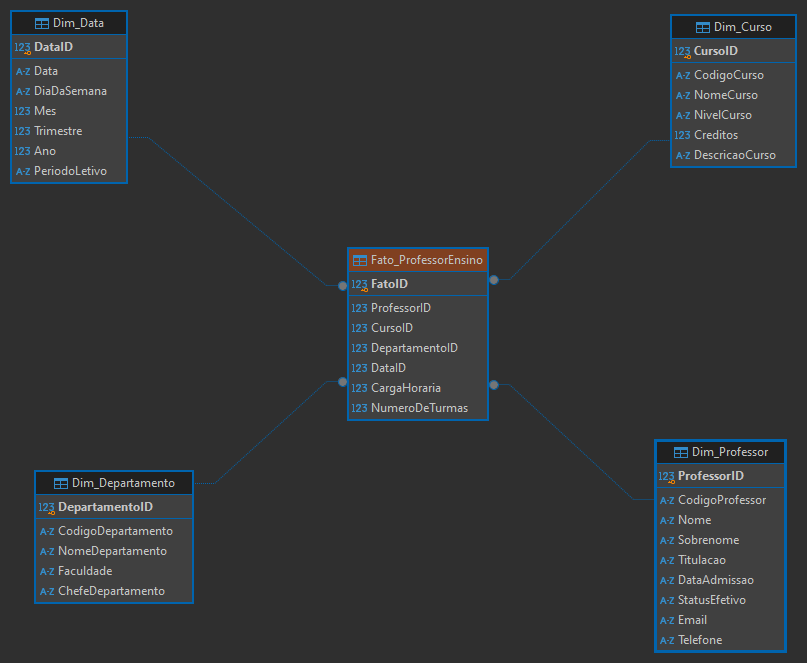 Dim_Data
123 DataID
A-Z Data
A-Z DiaDaSemana
123 Mes
123 Trimestre
123 Ano
A-Z PeriodoLetivo
Dim_Curso
123 CursoID
A-Z CodigoCurso
A-Z NomeCurso
A-Z NivelCurso
123 Creditos
A-Z DescricaoCurso
Fato_ProfessorEnsino
123 FatoID
123 ProfessorID
123 CursoID
123 DepartamentoID
123 DataID
123 CargaHoraria
123 NumeroDeTurmas
Dim_Departamento
123 DepartamentoID
A-Z CodigoDepartamento
A-Z NomeDepartamento
A-Z Faculdade
A-Z ChefeDepartamento
Dim_Professor
123 ProfessorID
A-Z CodigoProfessor
A-Z Nome
A-Z Sobrenome
A-Z Titulacao
A-Z DataAdmissao
A-Z StatusEfetivo
A-Z Email
A-Z Telefone